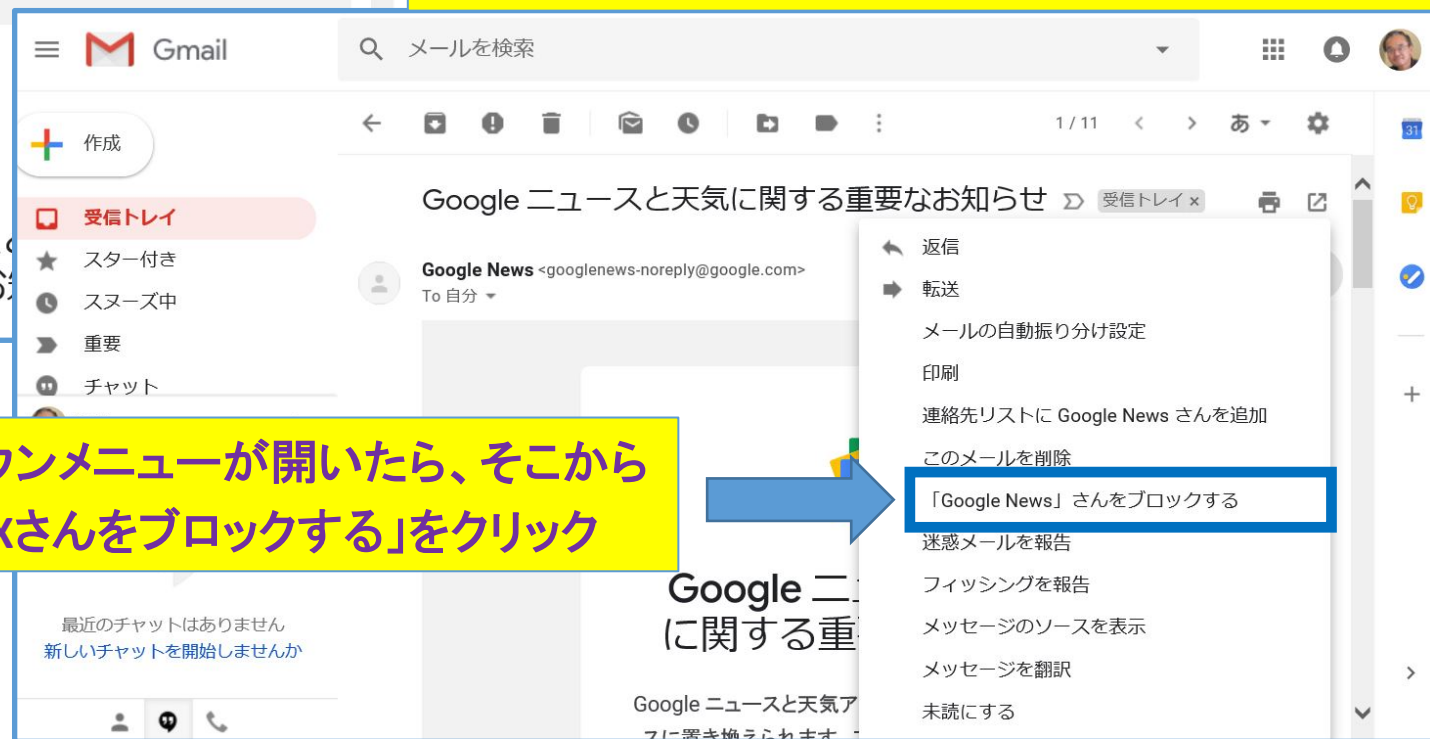 Gmail
メールを検索
作成
1 / 11
あ
31
受信トレイ
スター付き
スヌーズ中
重要
チャット
Google ニュースと天気に関する重要なお知らせ
受信トレイ ×
Google News <googlenews-noreply@google.com>
To 自分
返信
転送
メールの自動振り分け設定
印刷
連絡先リストに Google News さんを追加
このメールを削除
「Google News」さんをブロックする
迷惑メールを報告
フィッシングを報告
メッセージのソースを表示
メッセージを翻訳
未読にする
ウンメニューが開いたら、そこから
xさんをブロックする」をクリック
Google ニュ
に関する重
Google ニュースと天気ア
スに置き換えられます
最近のチャットはありません
新しいチャットを開始しませんか